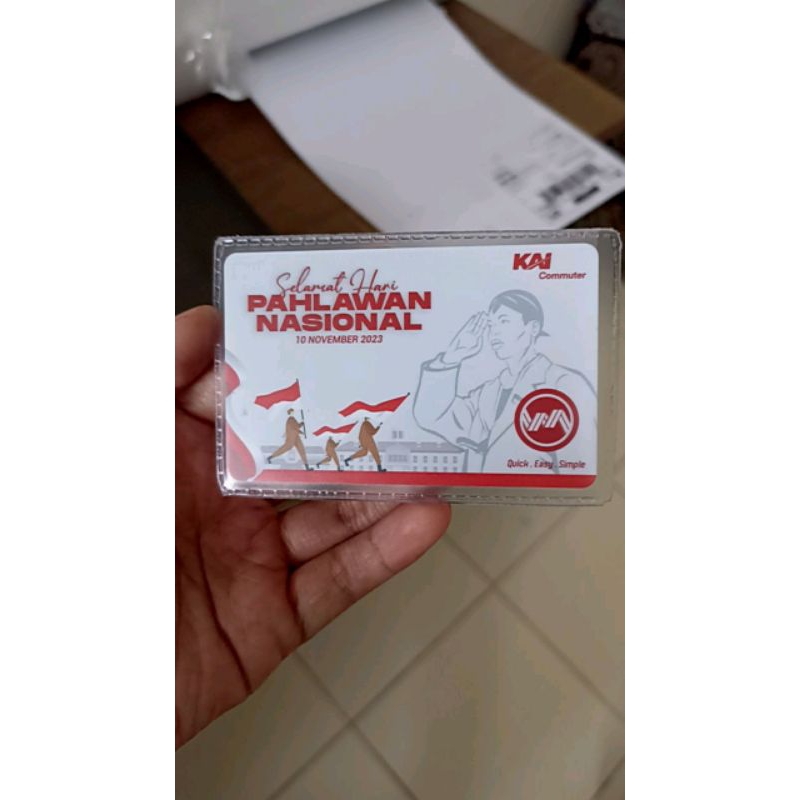 Selamat Hari
PAHLAWAN
NASIONAL
10 NOVEMBER 2023
KAI
Commuter
Quick . Easy . Simple